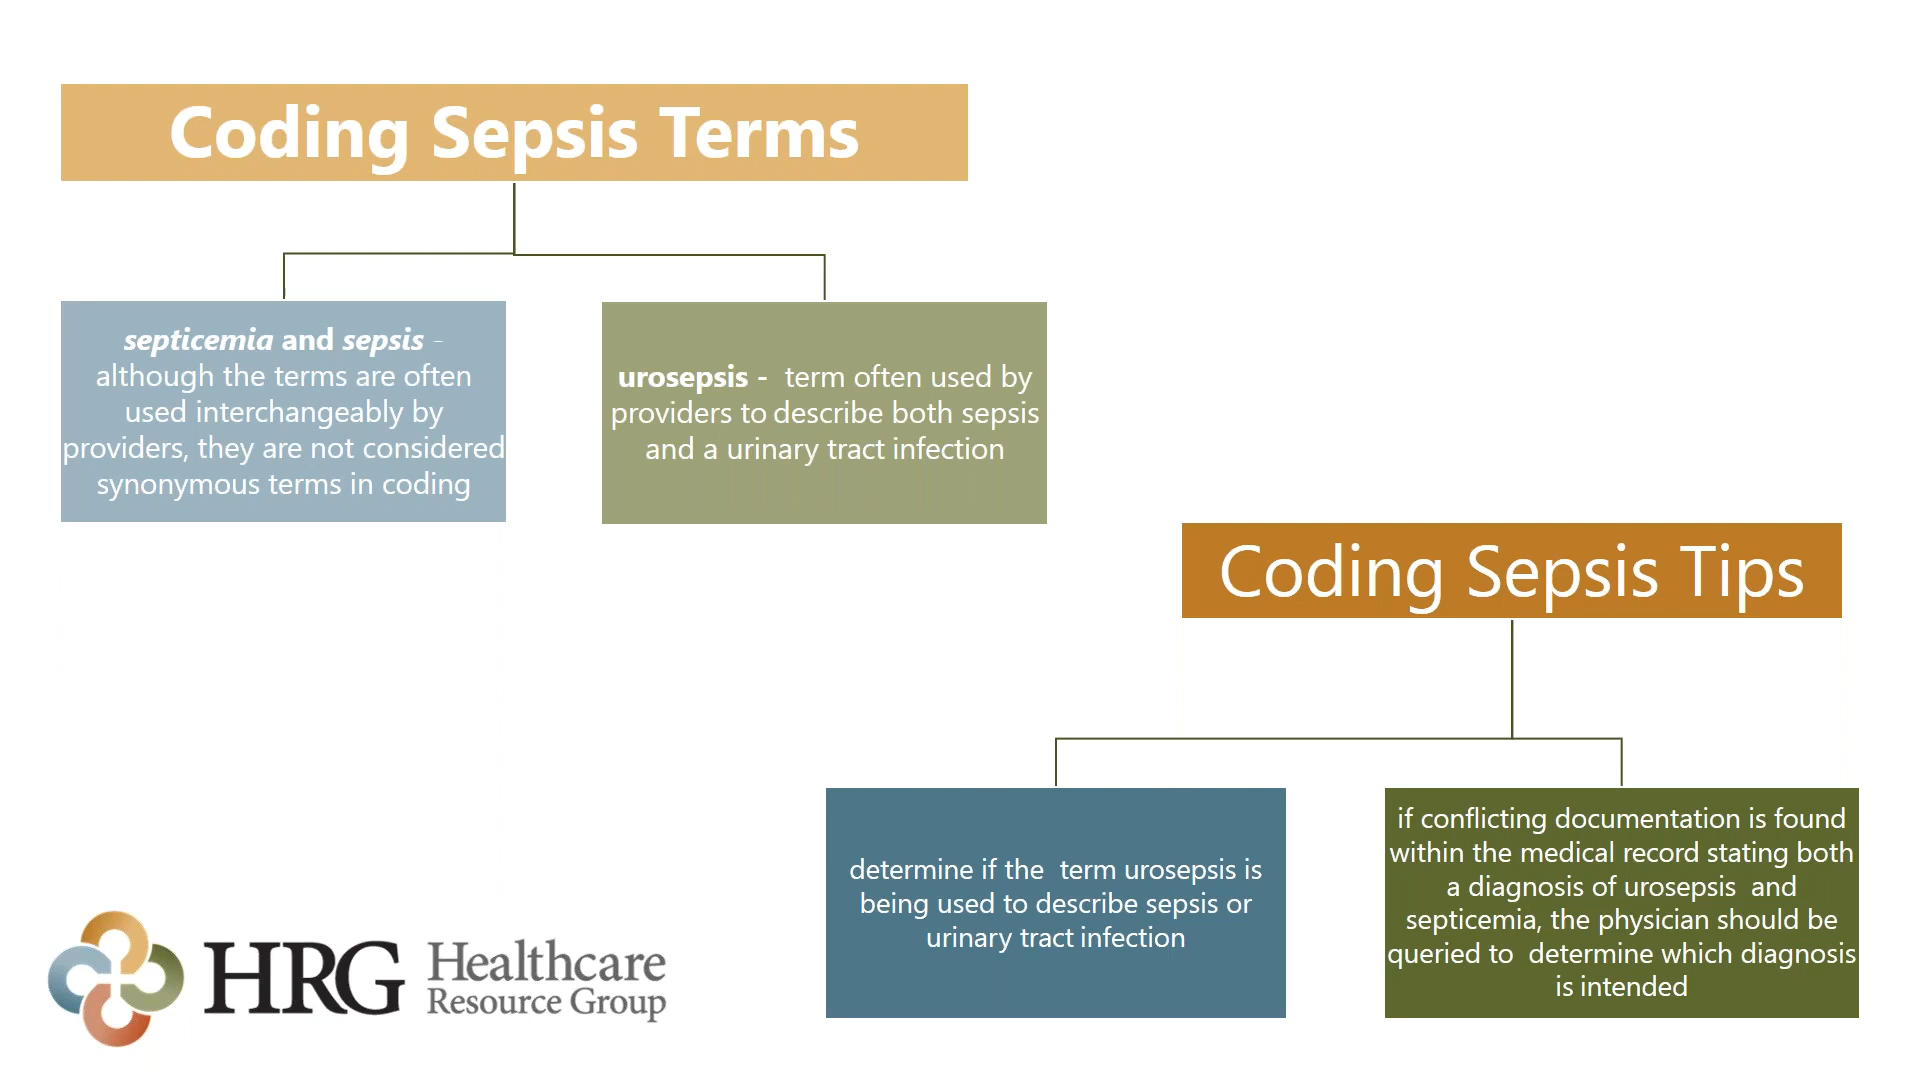 Coding Sepsis Terms
septicemia and sepsis -
although the terms are often
used interchangeably by
providers, they are not considered
synonymous terms in coding
urosepsis - term often used by
providers to describe both sepsis
and a urinary tract infection
Coding Sepsis Tips
determine if the term urosepsis is
being used to describe sepsis or
urinary tract infection
if conflicting documentation is found
within the medical record stating both
a diagnosis of urosepsis and
septicemia, the physician should be
queried to determine which diagnosis
is intended
HRG Healthcare
Resource Group